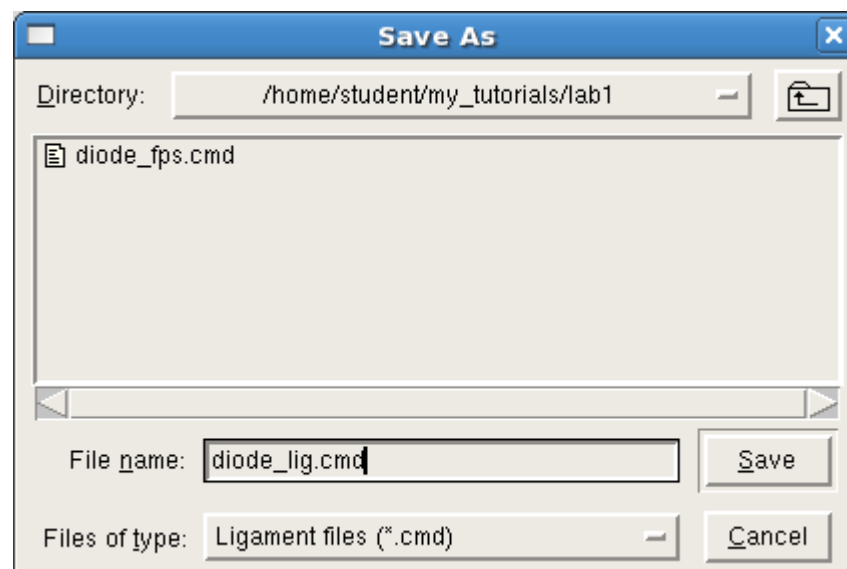 Save As
Directory: /home/student/my_tutorials/lab1
diode_fps.cmd
File name: diode_lig.cmd Save
Files of type: Ligament files (*.cmd) Cancel